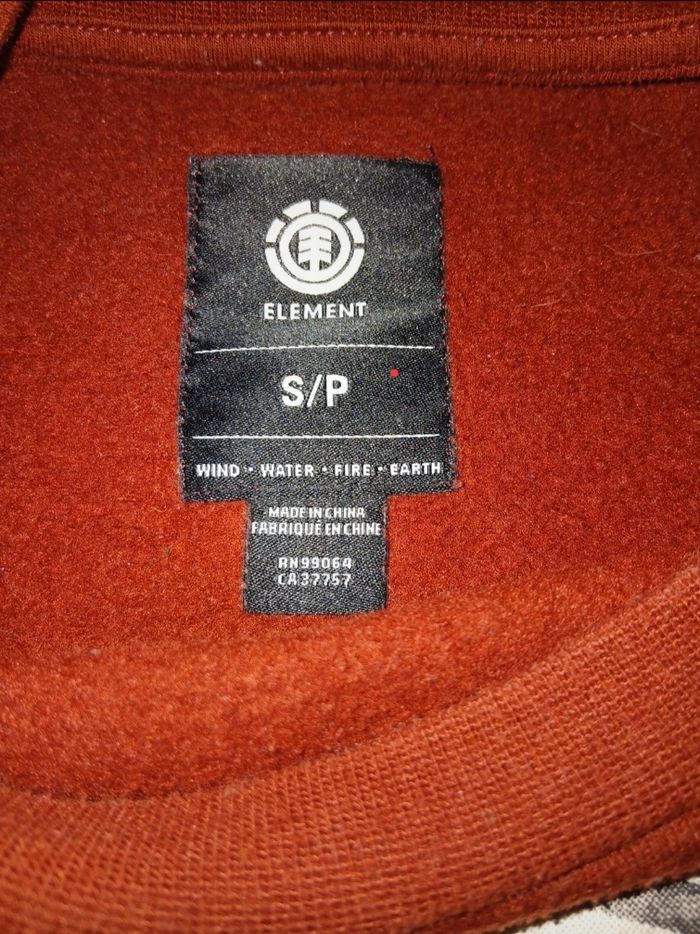 ELEMENT
S/P
WIND • WATER • FIRE • EARTH
MADE IN CHINA
FABRIQUÉ EN CHINE
RN99064
CA37757